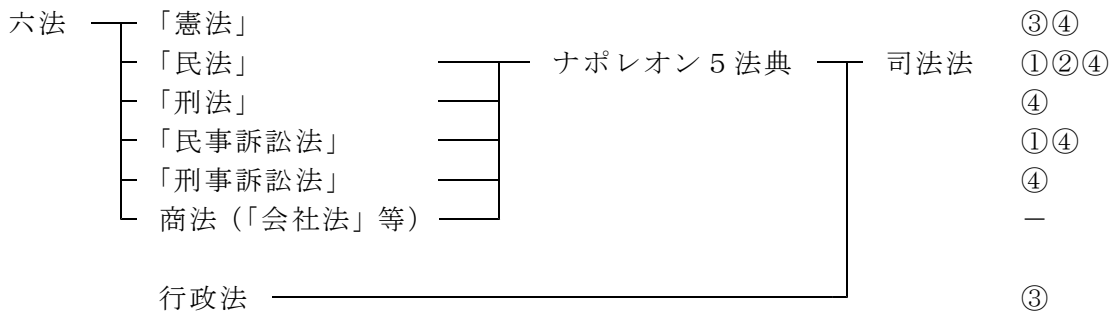 六法 「憲法」 ③④
「民法」 ナポレオン5法典 司法法 ①②④
「刑法」 ④
「民事訴訟法」 ①④
「刑事訴訟法」 ④
商法(「会社法」等) －
行政法 ③